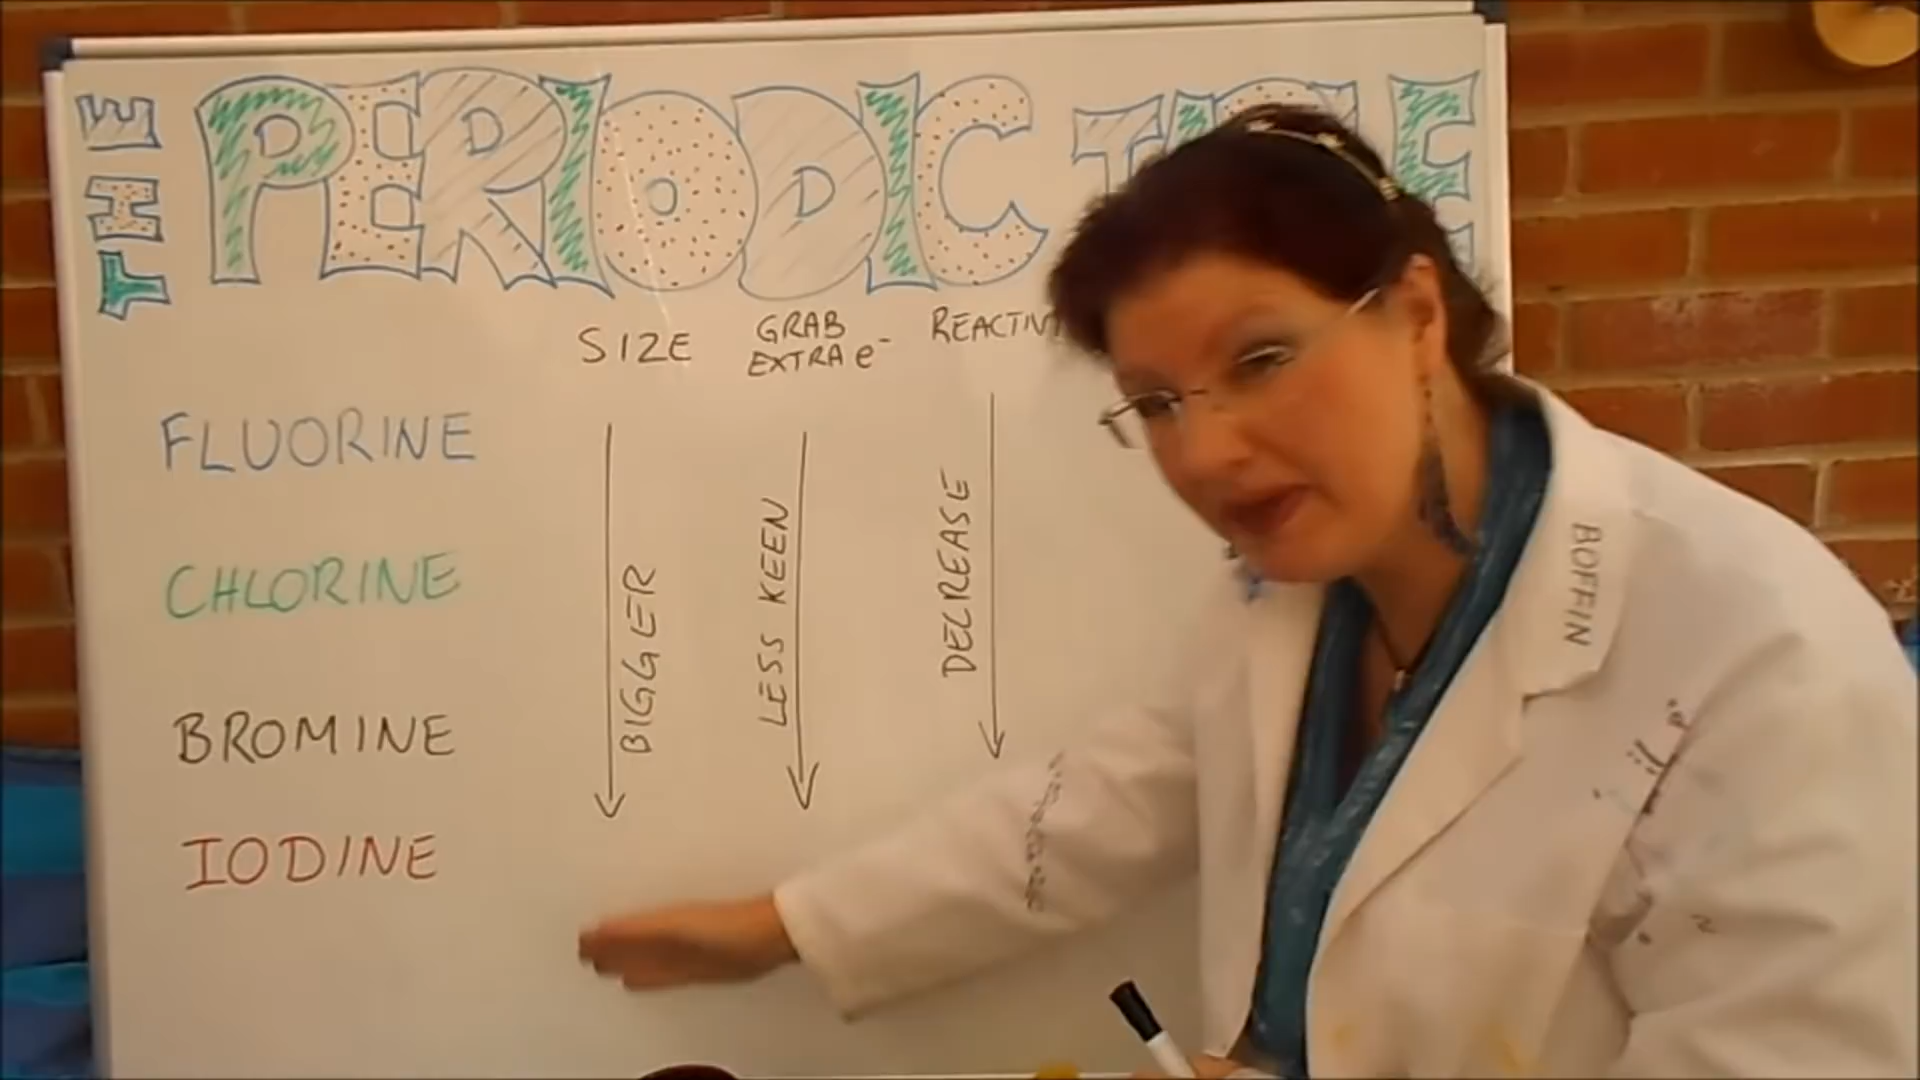 THE
PERIODIC
SIZE
GRAB
EXTRA e⁻
FLUORINE
CHLORINE
BROMINE
IODINE
BIGGER
LESS KEEN
DECREASE
BOFFIN